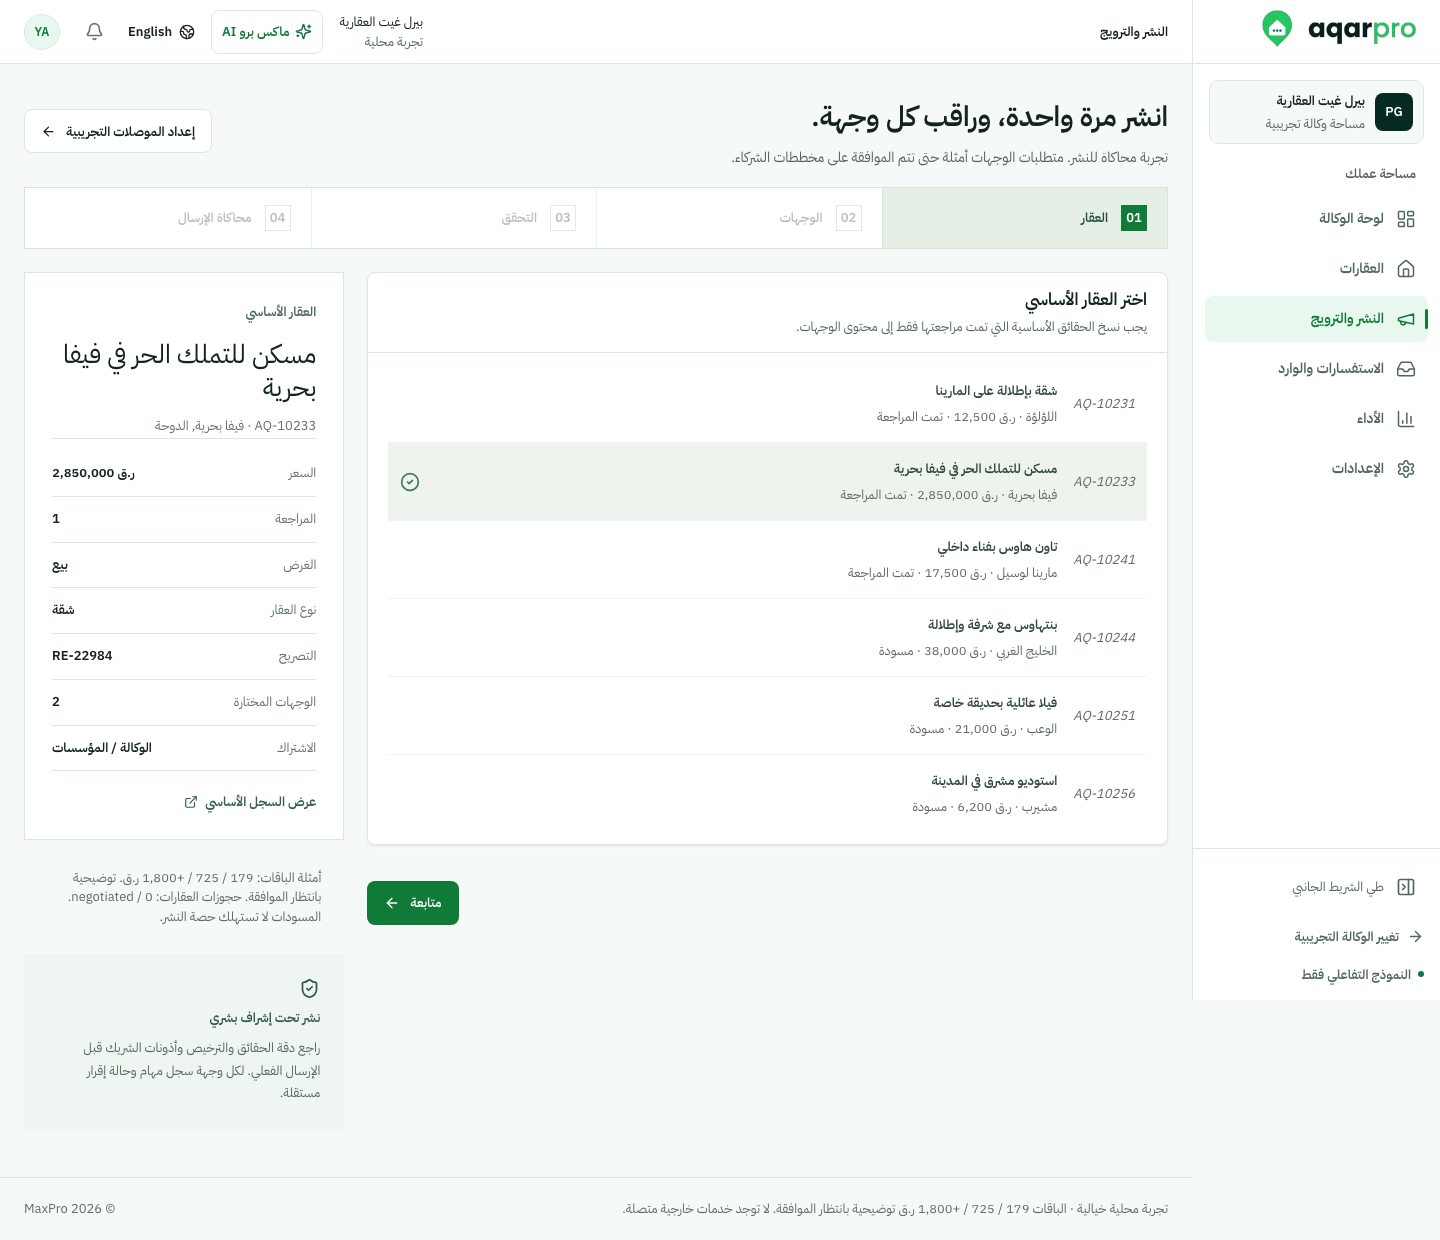 aqarpro
النشر والترويج
بيرل غيت العقارية
تجربة محلية
ماكس برو AI
English
YA
PG
بيرل غيت العقارية
مساحة وكالة تجريبية
مساحة عملك
لوحة الوكالة
العقارات
النشر والترويج
الاستفسارات والوارد
الأداء
الإعدادات
طي الشريط الجانبي
تغيير الوكالة التجريبية
النموذج التفاعلي فقط
انشر مرة واحدة، وراقب كل وجهة.
تجربة محاكاة للنشر. متطلبات الوجهات أمثلة حتى تتم الموافقة على مخططات الشركاء.
إعداد الموصلات التجريبية
01 العقار
02 الوجهات
03 التحقق
04 محاكاة الإرسال
اختر العقار الأساسي
يجب نسخ الحقائق الأساسية التي تمت مراجعتها فقط إلى محتوى الوجهات.
AQ-10231
شقة بإطلالة على المارينا
اللؤلؤة · ر.ق 12,500 · تمت المراجعة
AQ-10233
مسكن للتملك الحر في فيفا بحرية
فيفا بحرية · ر.ق 2,850,000 · تمت المراجعة
AQ-10241
تاون هاوس بفناء داخلي
مارينا لوسيل · ر.ق 17,500 · تمت المراجعة
AQ-10244
بنتهاوس مع شرفة وإطلالة
الخليج الغربي · ر.ق 38,000 · مسودة
AQ-10251
فيلا عائلية بحديقة خاصة
الوعب · ر.ق 21,000 · مسودة
AQ-10256
استوديو مشرق في المدينة
مشيرب · ر.ق 6,200 · مسودة
متابعة
العقار الأساسي
مسكن للتملك الحر في فيفا
بحرية
AQ-10233 · فيفا بحرية, الدوحة
السعر ر.ق 2,850,000
المراجعة 1
الغرض بيع
نوع العقار شقة
التصريح RE-22984
الوجهات المختارة 2
الاشتراك الوكالة / المؤسسات
عرض السجل الأساسي
أمثلة الباقات: 179 / 725 / +1,800 ر.ق. توضيحية
بانتظار الموافقة. حجوزات العقارات: 0 / negotiated.
المسودات لا تستهلك حصة النشر.
نشر تحت إشراف بشري
راجع دقة الحقائق والترخيص وأذونات الشريك قبل
الإرسال الفعلي. لكل وجهة سجل مهام وحالة إقرار
مستقلة.
تجربة محلية خيالية · الباقات 179 / 725 / +1,800 ر.ق توضيحية بانتظار الموافقة. لا توجد خدمات خارجية متصلة.
© 2026 MaxPro